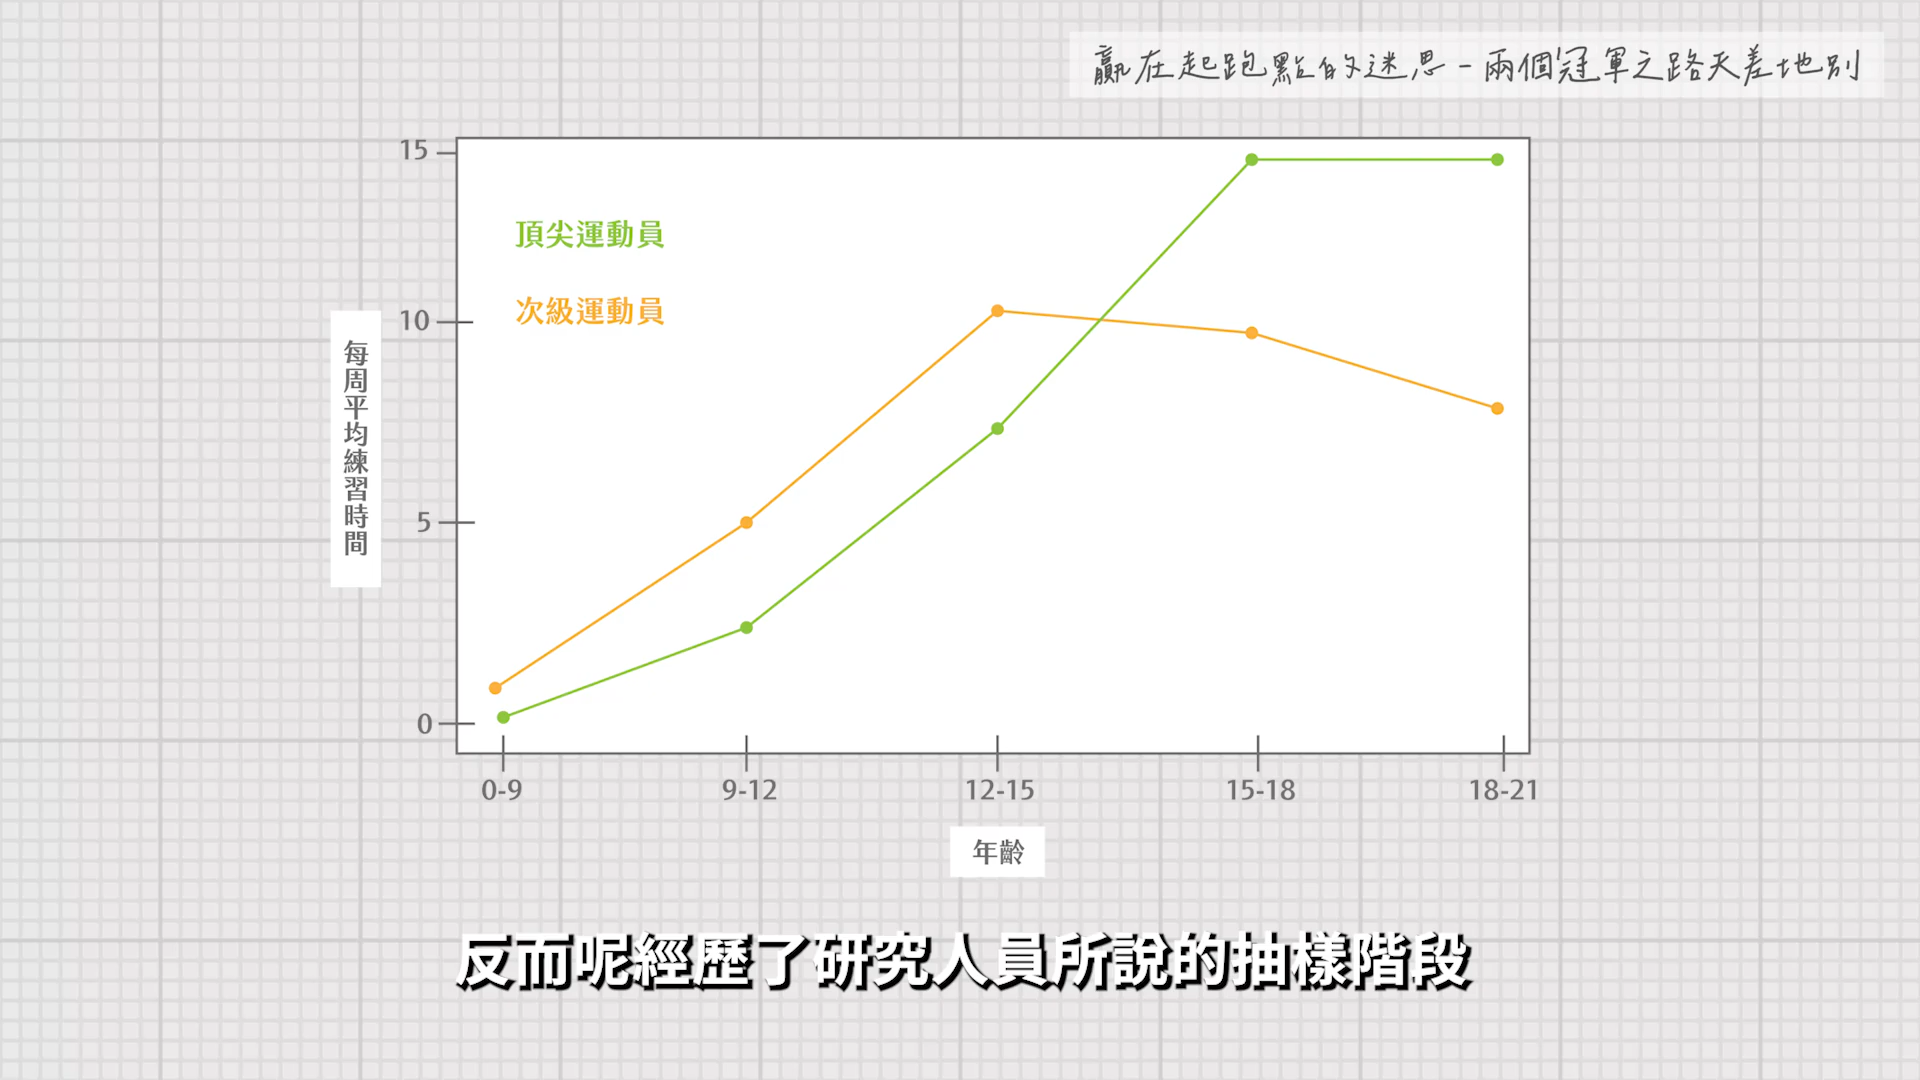 贏在起跑點的迷思-兩個冠軍之路天差地別
15
頂尖運動員
次級運動員
10
每周平均練習時間
5
0
0-9 9-12 12-15 15-18 18-21
年齡
反而呢經歷了研究人員所說的抽樣階段